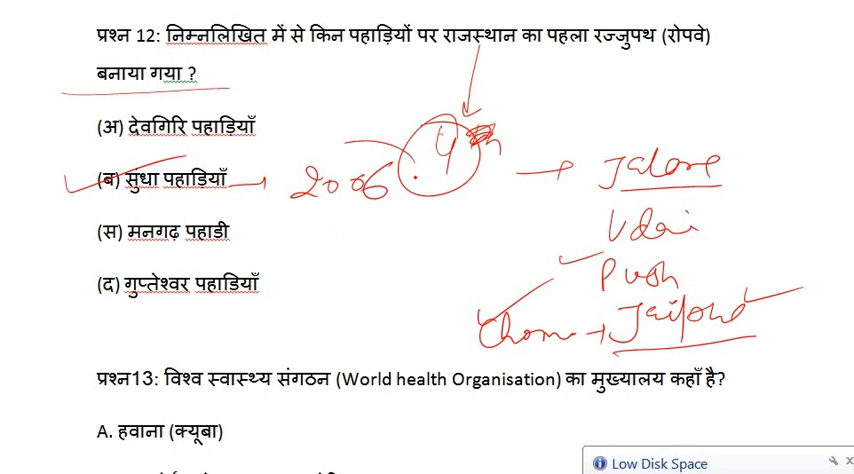 प्रश्न 12: निम्नलिखित में से किन पहाड़ियों पर राजस्थान का पहला रज्जुपथ (रोपवे)
बनाया गया ?
(अ) देवगिरि पहाड़ियाँ
(ब) सुधा पहाड़ियाँ
2006
4
Jalore
(स) मनगढ़ पहाडी
Udai
(द) गुप्तेश्वर पहाड़ियाँ
Push
Chom
प्रश्न13: विश्व स्वास्थ्य संगठन (World health Organisation) का मुख्यालय कहाँ है?
A. हवाना (क्यूबा)
Low Disk Space